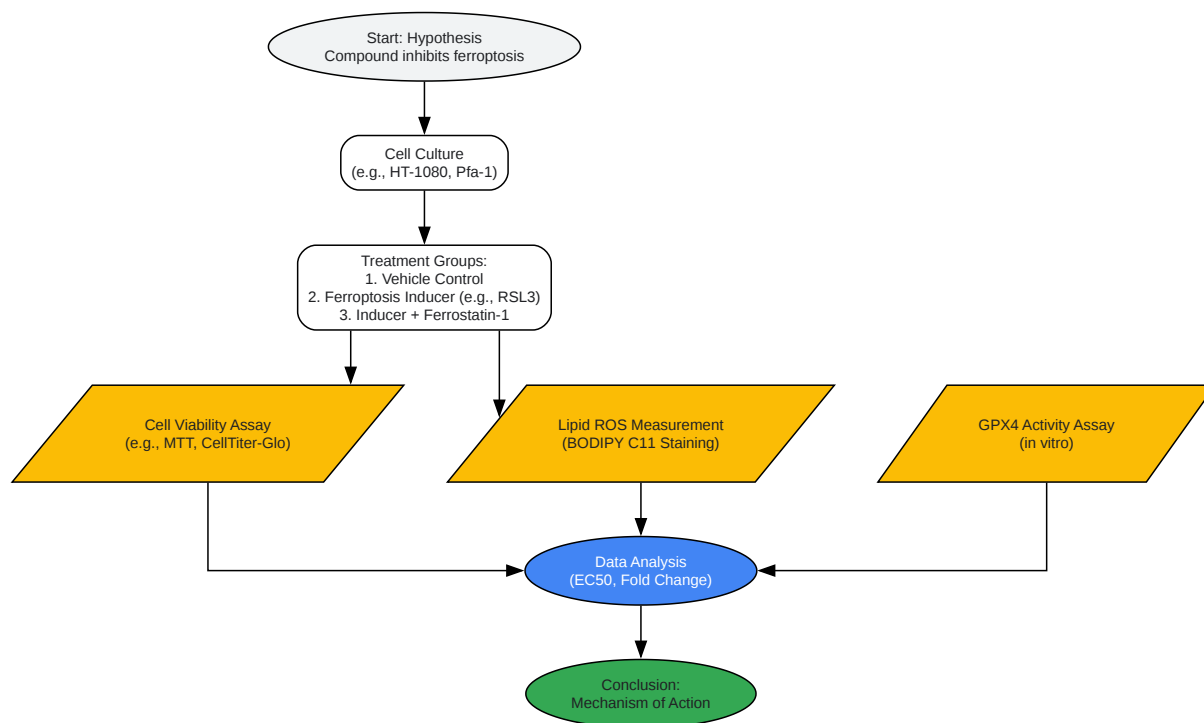 Start: Hypothesis
Compound inhibits ferroptosis
Cell Culture
(e.g., HT-1080, Pfa-1)
Treatment Groups:
1. Vehicle Control
2. Ferroptosis Inducer (e.g., RSL3)
3. Inducer + Ferrostatin-1
Cell Viability Assay
(e.g., MTT, CellTiter-Glo)
Lipid ROS Measurement
(BODIPY C11 Staining)
GPX4 Activity Assay
(in vitro)
Data Analysis
(EC50, Fold Change)
Conclusion:
Mechanism of Action